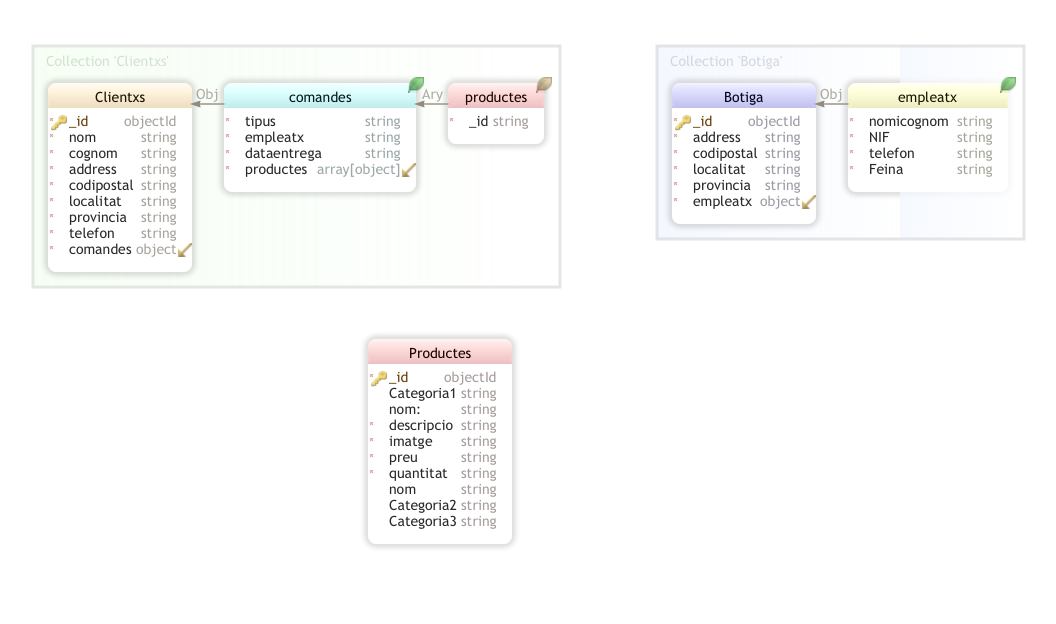 Collection 'Clientxs'
Clientxs
_id objectId
nom string
cognom string
address string
codipostal string
localitat string
provincia string
telefon string
comandes object
Obj
comandes
tipus string
empleatx string
dataentrega string
productes array[object]
Ary
productes
_id string
Collection 'Botiga'
Botiga
_id objectId
address string
codipostal string
localitat string
provincia string
empleatx object
Obj
empleatx
nomicognom string
NIF string
telefon string
Feina string
Productes
_id objectId
Categoria1 string
nom: string
descripcio string
imatge string
preu string
quantitat string
nom string
Categoria2 string
Categoria3 string